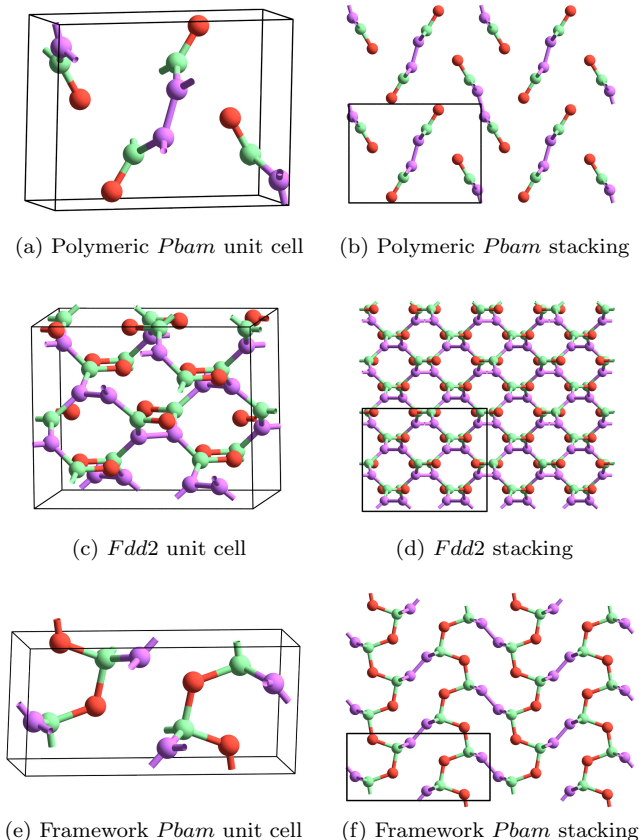 (a) Polymeric Pbam unit cell
(b) Polymeric Pbam stacking
(c) Fdd2 unit cell
(d) Fdd2 stacking
(e) Framework Pbam unit cell
(f) Framework Pbam stacking